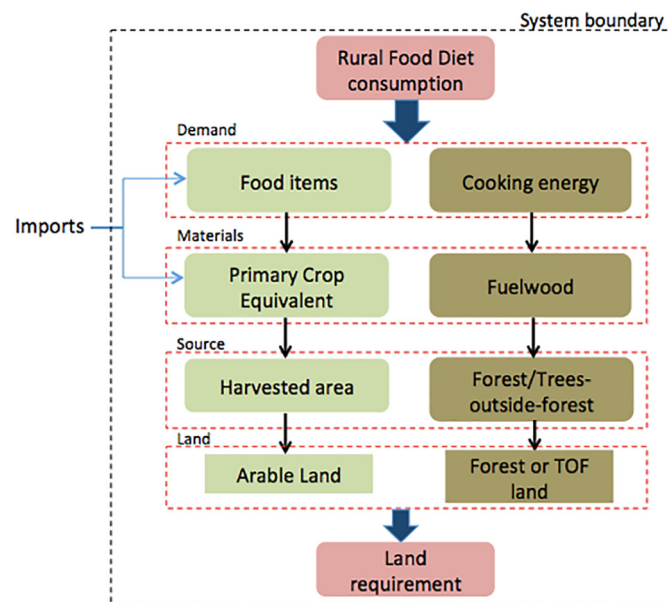 System boundary
Rural Food Diet
consumption
Demand
Food items
Cooking energy
Imports
Materials
Primary Crop
Equivalent
Fuelwood
Source
Harvested area
Forest/Trees-
outside-forest
Land
Arable Land
Forest or TOF
land
Land
requirement